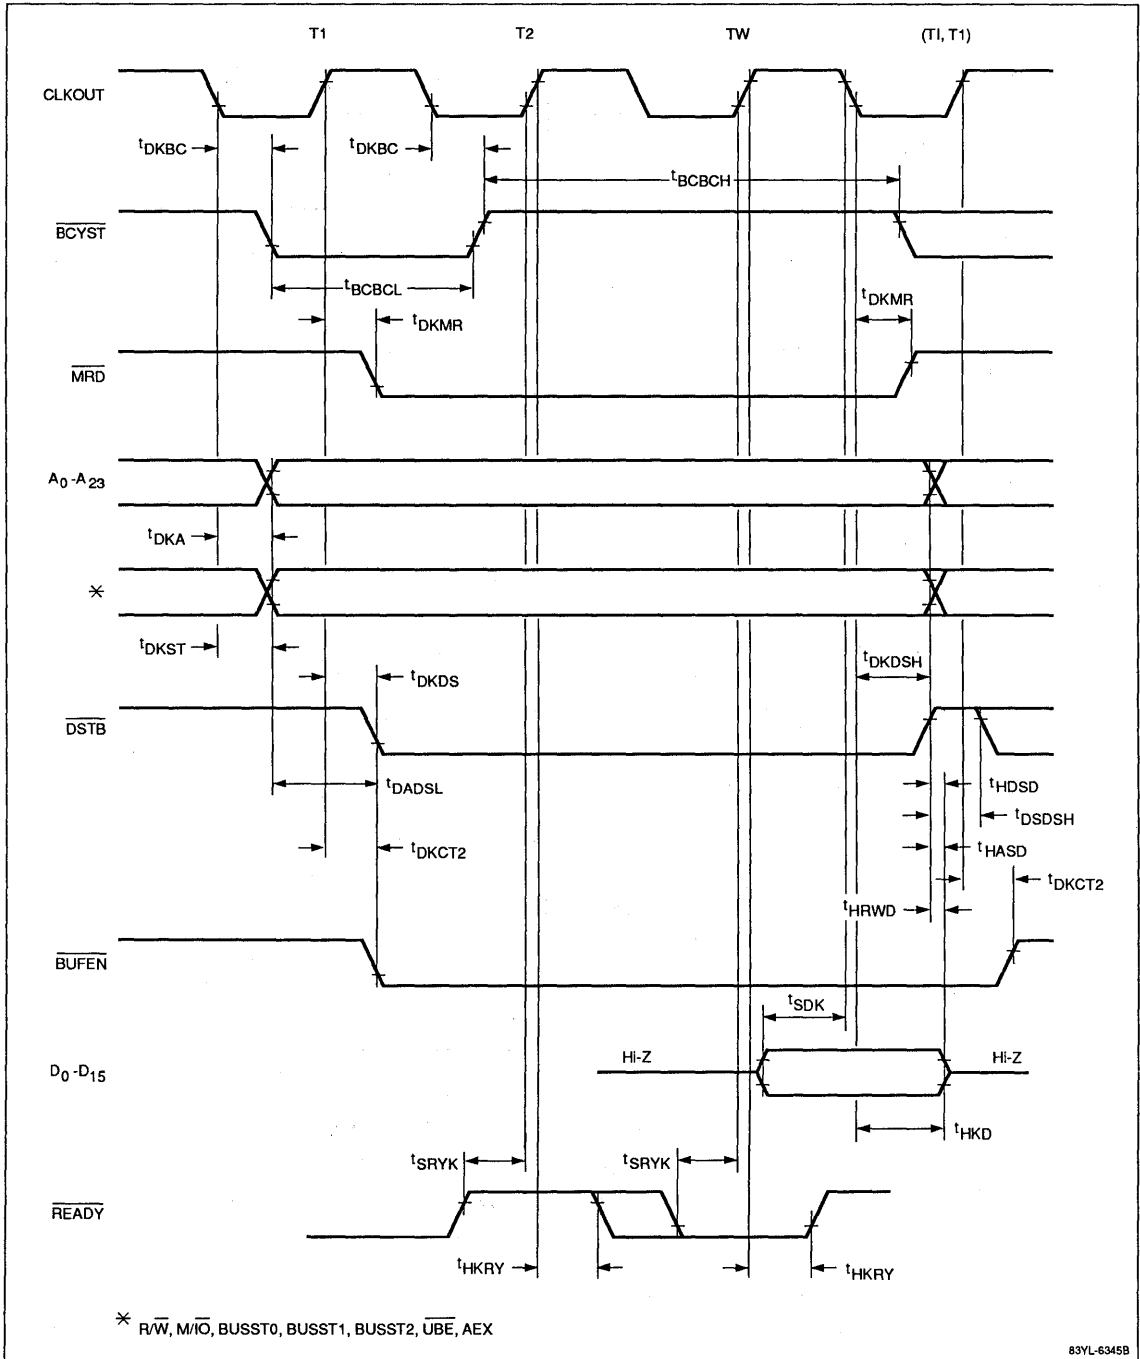 T1 T2 TW (TI, T1)
CLKOUT
tDKBC tDKBC
tBCBCH
BCYST
tBCBCL
tDKMR tDKMR
MRD
A0-A23
tDKA
*
tDKST
tDKDS tDKDSH
DSTB
tDADSL tHDSD
tDSDSH
tDKCT2 tHASD
tDKCT2
tHRWD
BUFEN
tSDK
Hi-Z Hi-Z
D0-D15
tHKD
tSRYK tSRYK
READY
tHKRY tHKRY
* R/W, M/IO, BUSST0, BUSST1, BUSST2, UBE, AEX
83YL-6345B